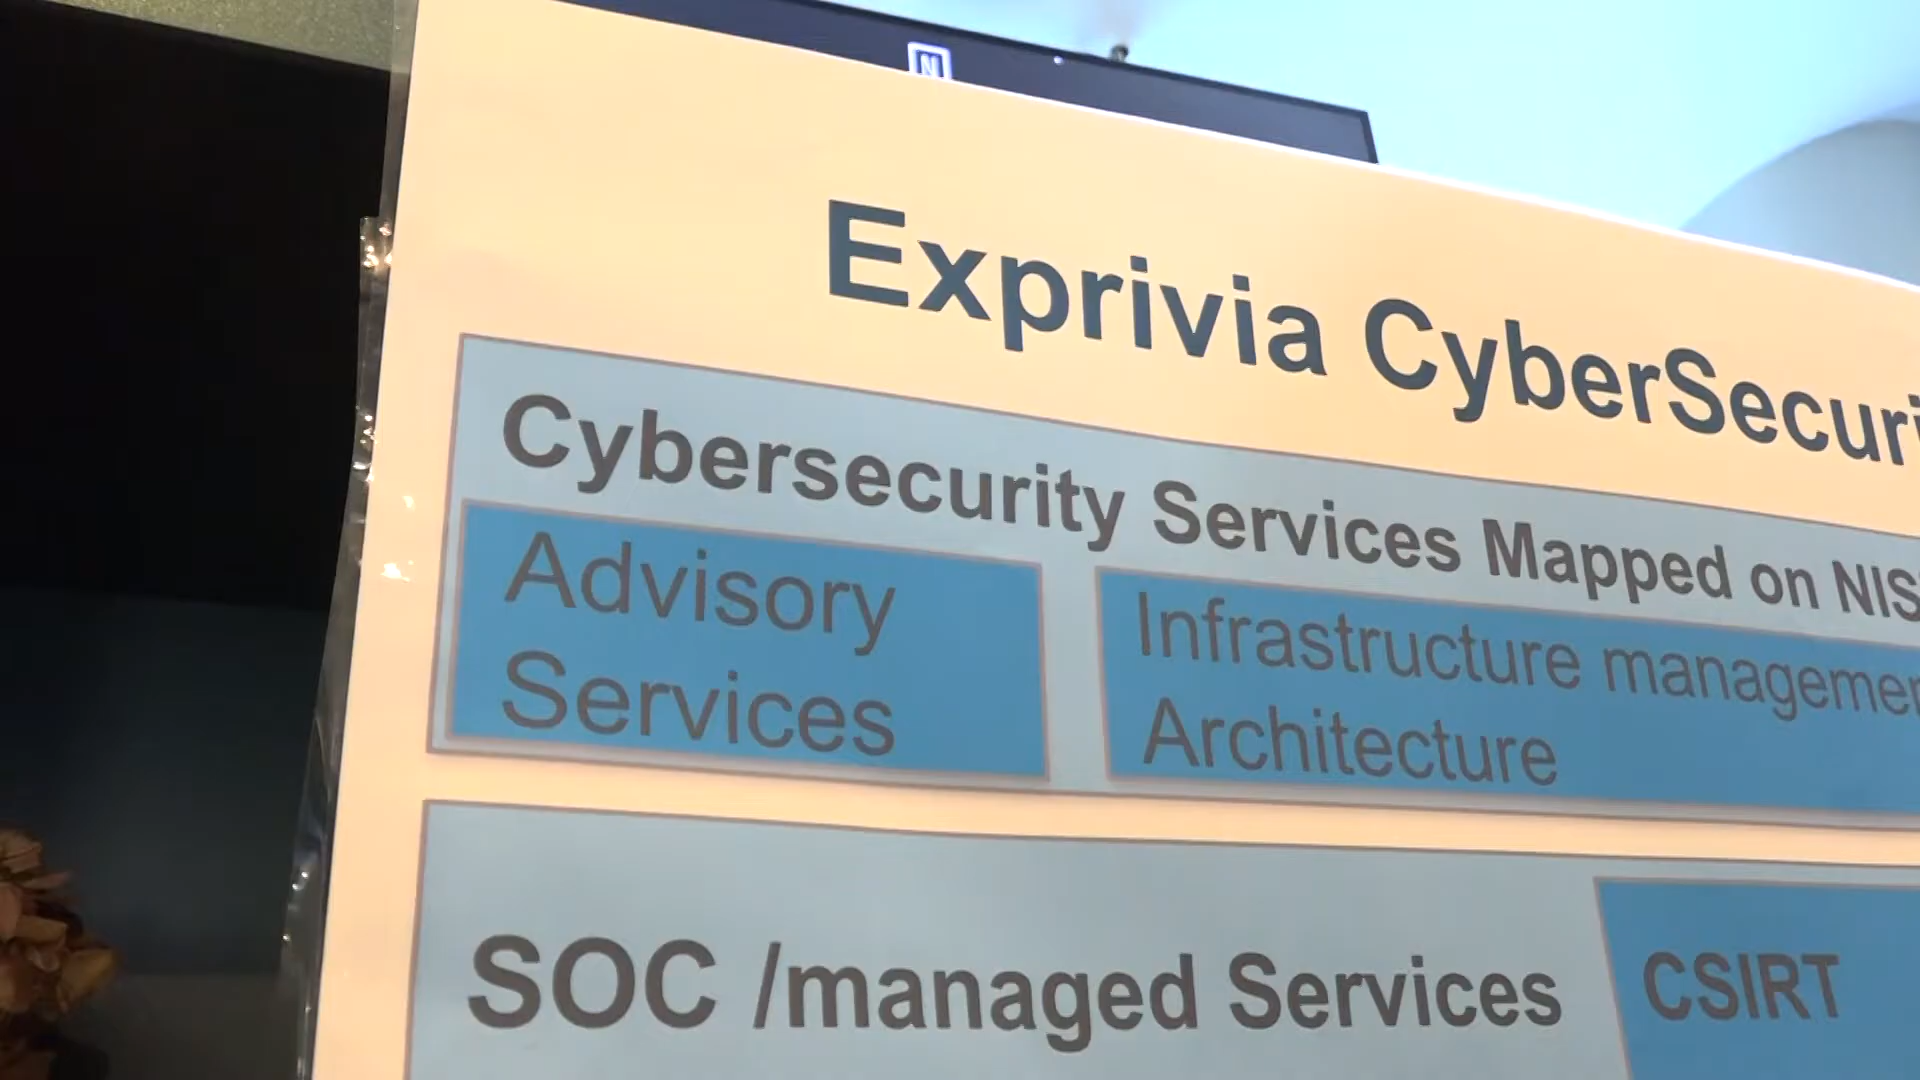 N
Exprivia CyberSecuri
Cybersecurity Services Mapped on NIS
Advisory
Services
Infrastructure managemen
Architecture
SOC /managed Services
CSIRT